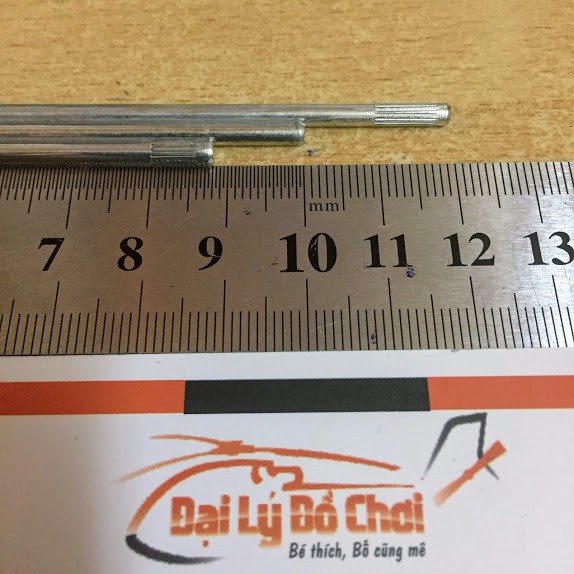 mm
7 8 9 10 11 12 13
Đại Lý Đồ Chơi
Bé thích, Bố cũng mê